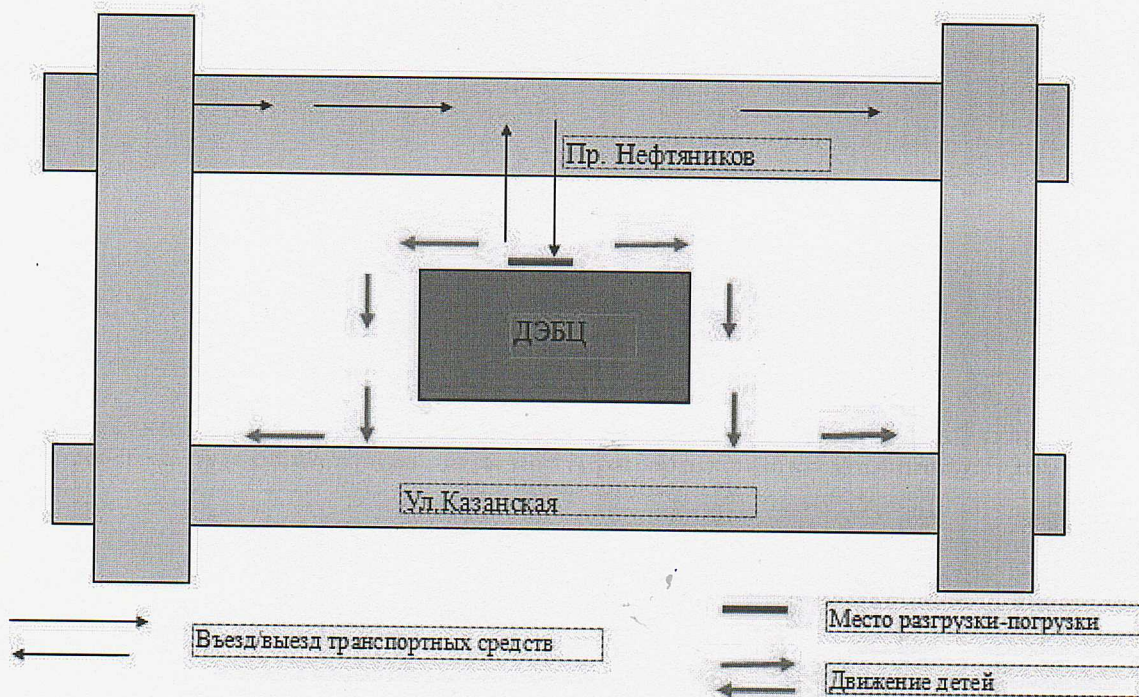 Пр. Нефтяников
ДЭБЦ
Ул.Казанская
Въезд/выезд транспортных средств
Место разгрузки-погрузки
Движение детей